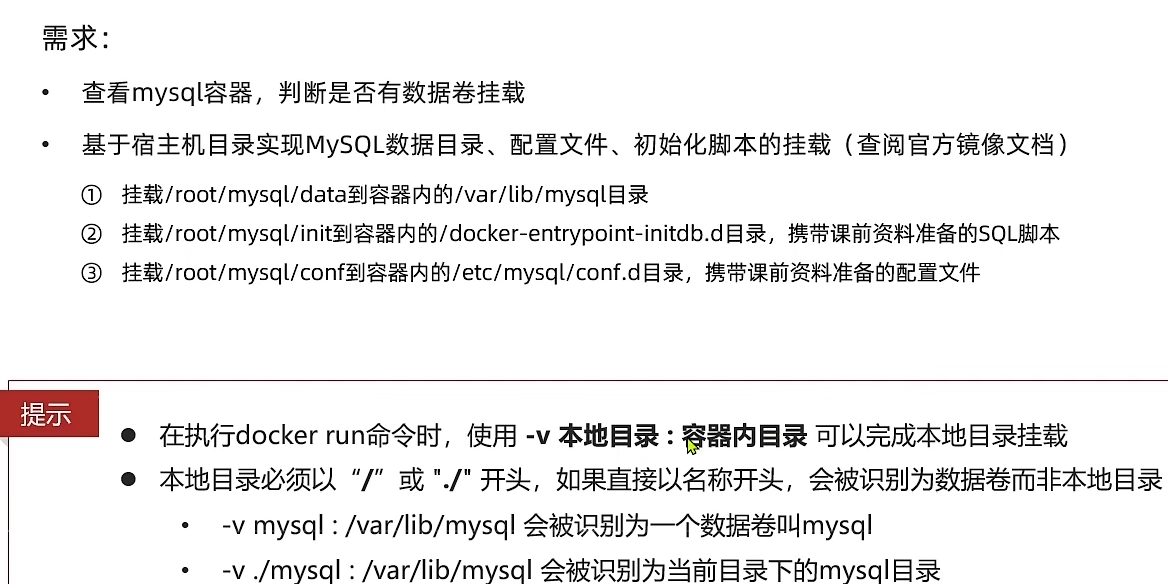 需求：
• 查看mysql容器，判断是否有数据卷挂载
• 基于宿主机目录实现MySQL数据目录、配置文件、初始化脚本的挂载（查阅官方镜像文档）
① 挂载/root/mysql/data到容器内的/var/lib/mysql目录
② 挂载/root/mysql/init到容器内的/docker-entrypoint-initdb.d目录，携带课前资料准备的SQL脚本
③ 挂载/root/mysql/conf到容器内的/etc/mysql/conf.d目录，携带课前资料准备的配置文件
提示
● 在执行docker run命令时，使用 -v 本地目录 : 容器内目录 可以完成本地目录挂载
● 本地目录必须以“/”或 "./" 开头，如果直接以名称开头，会被识别为数据卷而非本地目录
• -v mysql : /var/lib/mysql 会被识别为一个数据卷叫mysql
• -v ./mysql : /var/lib/mysql 会被识别为当前目录下的mysql目录